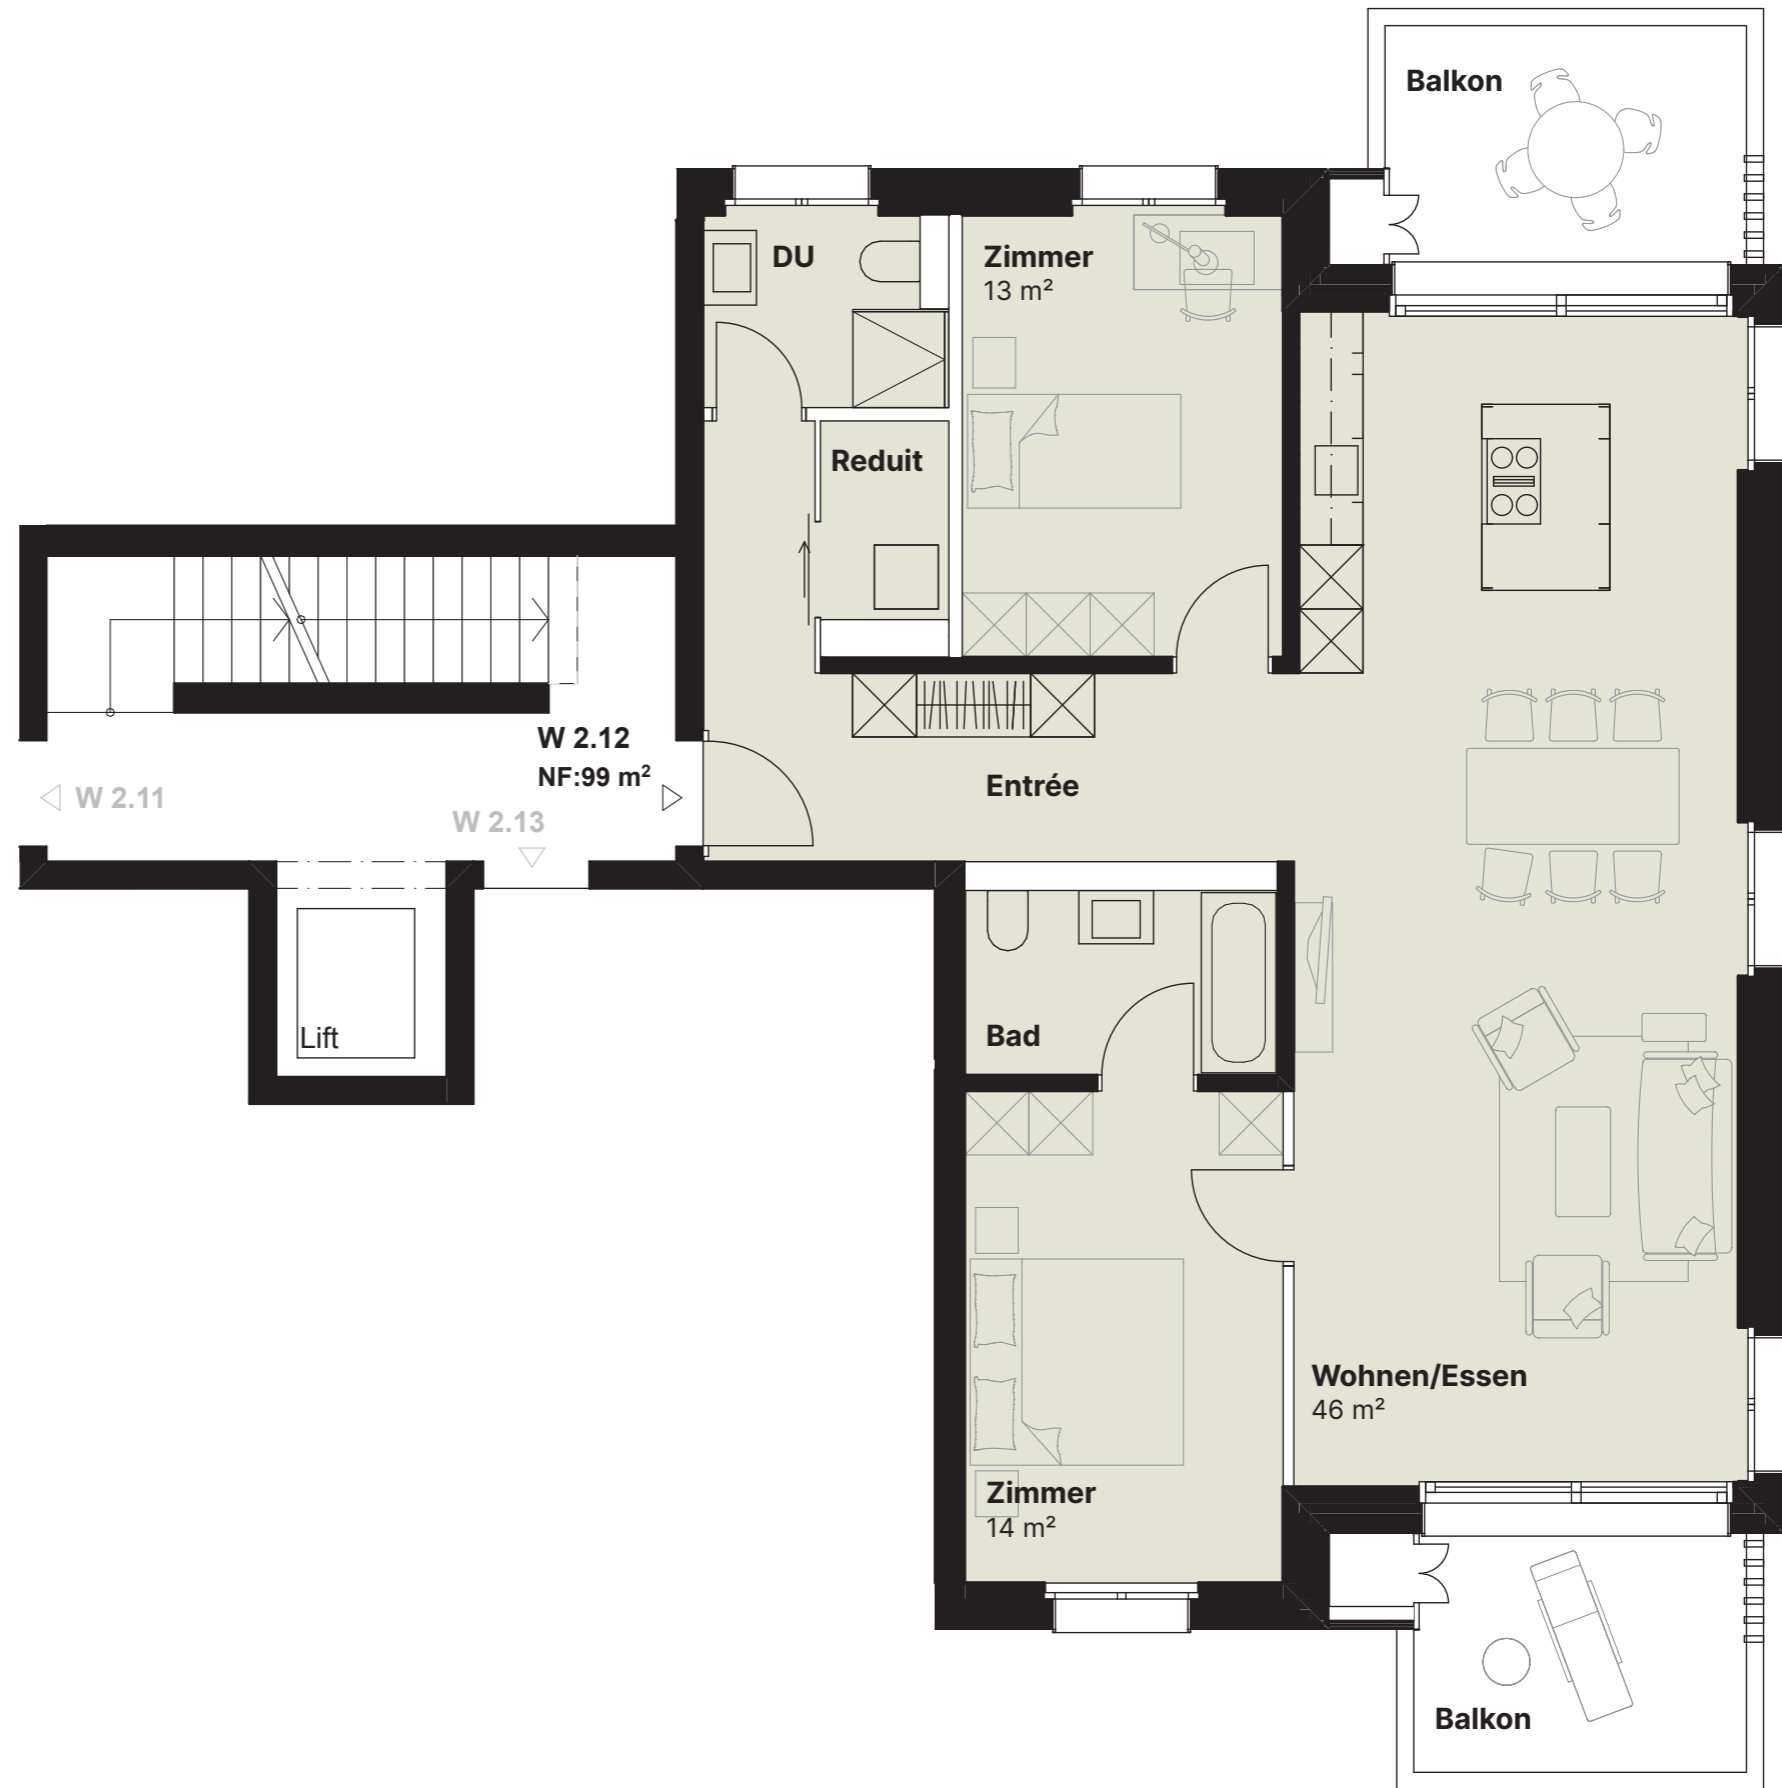 Balkon
DU
Zimmer
13 m²
Reduit
W 2.12
NF:99 m²
W 2.11
W 2.13
Entrée
Lift
Bad
Wohnen/Essen
46 m²
Zimmer
14 m²
Balkon